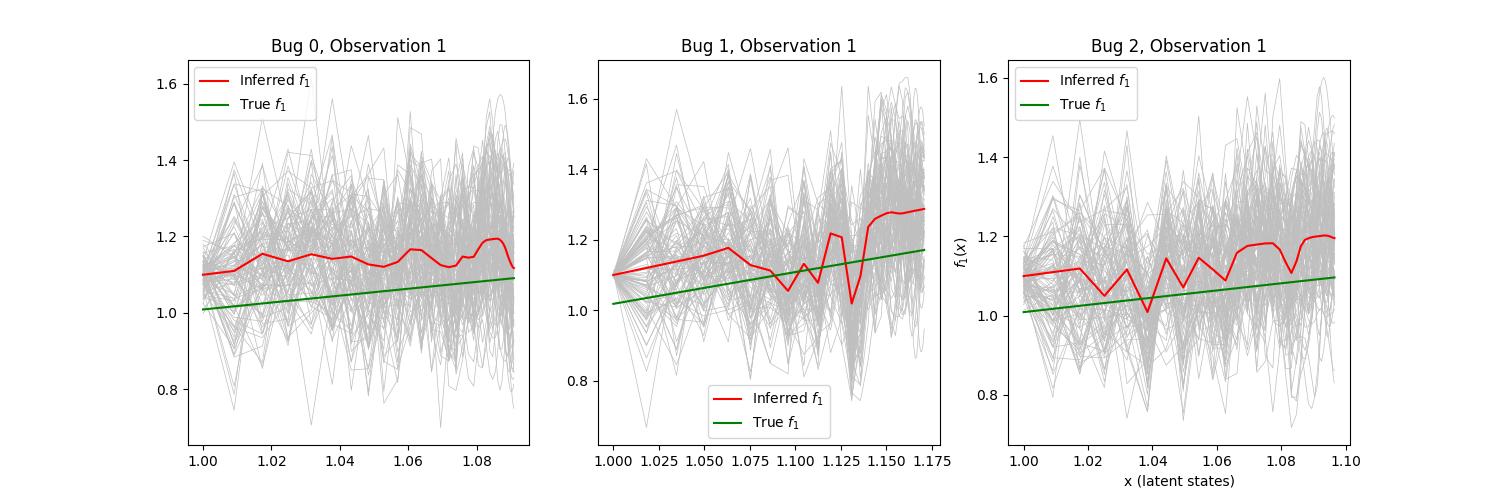 Bug 0, Observation 1
Inferred f₁
True f₁
1.6
1.4
1.2
1.0
0.8
1.00 1.02 1.04 1.06 1.08
Bug 1, Observation 1
1.6
1.4
1.2
1.0
0.8
Inferred f₁
True f₁
1.000 1.025 1.050 1.075 1.100 1.125 1.150 1.175
Bug 2, Observation 1
Inferred f₁
True f₁
f₁(x)
1.6
1.4
1.2
1.0
0.8
1.00 1.02 1.04 1.06 1.08 1.10
x (latent states)